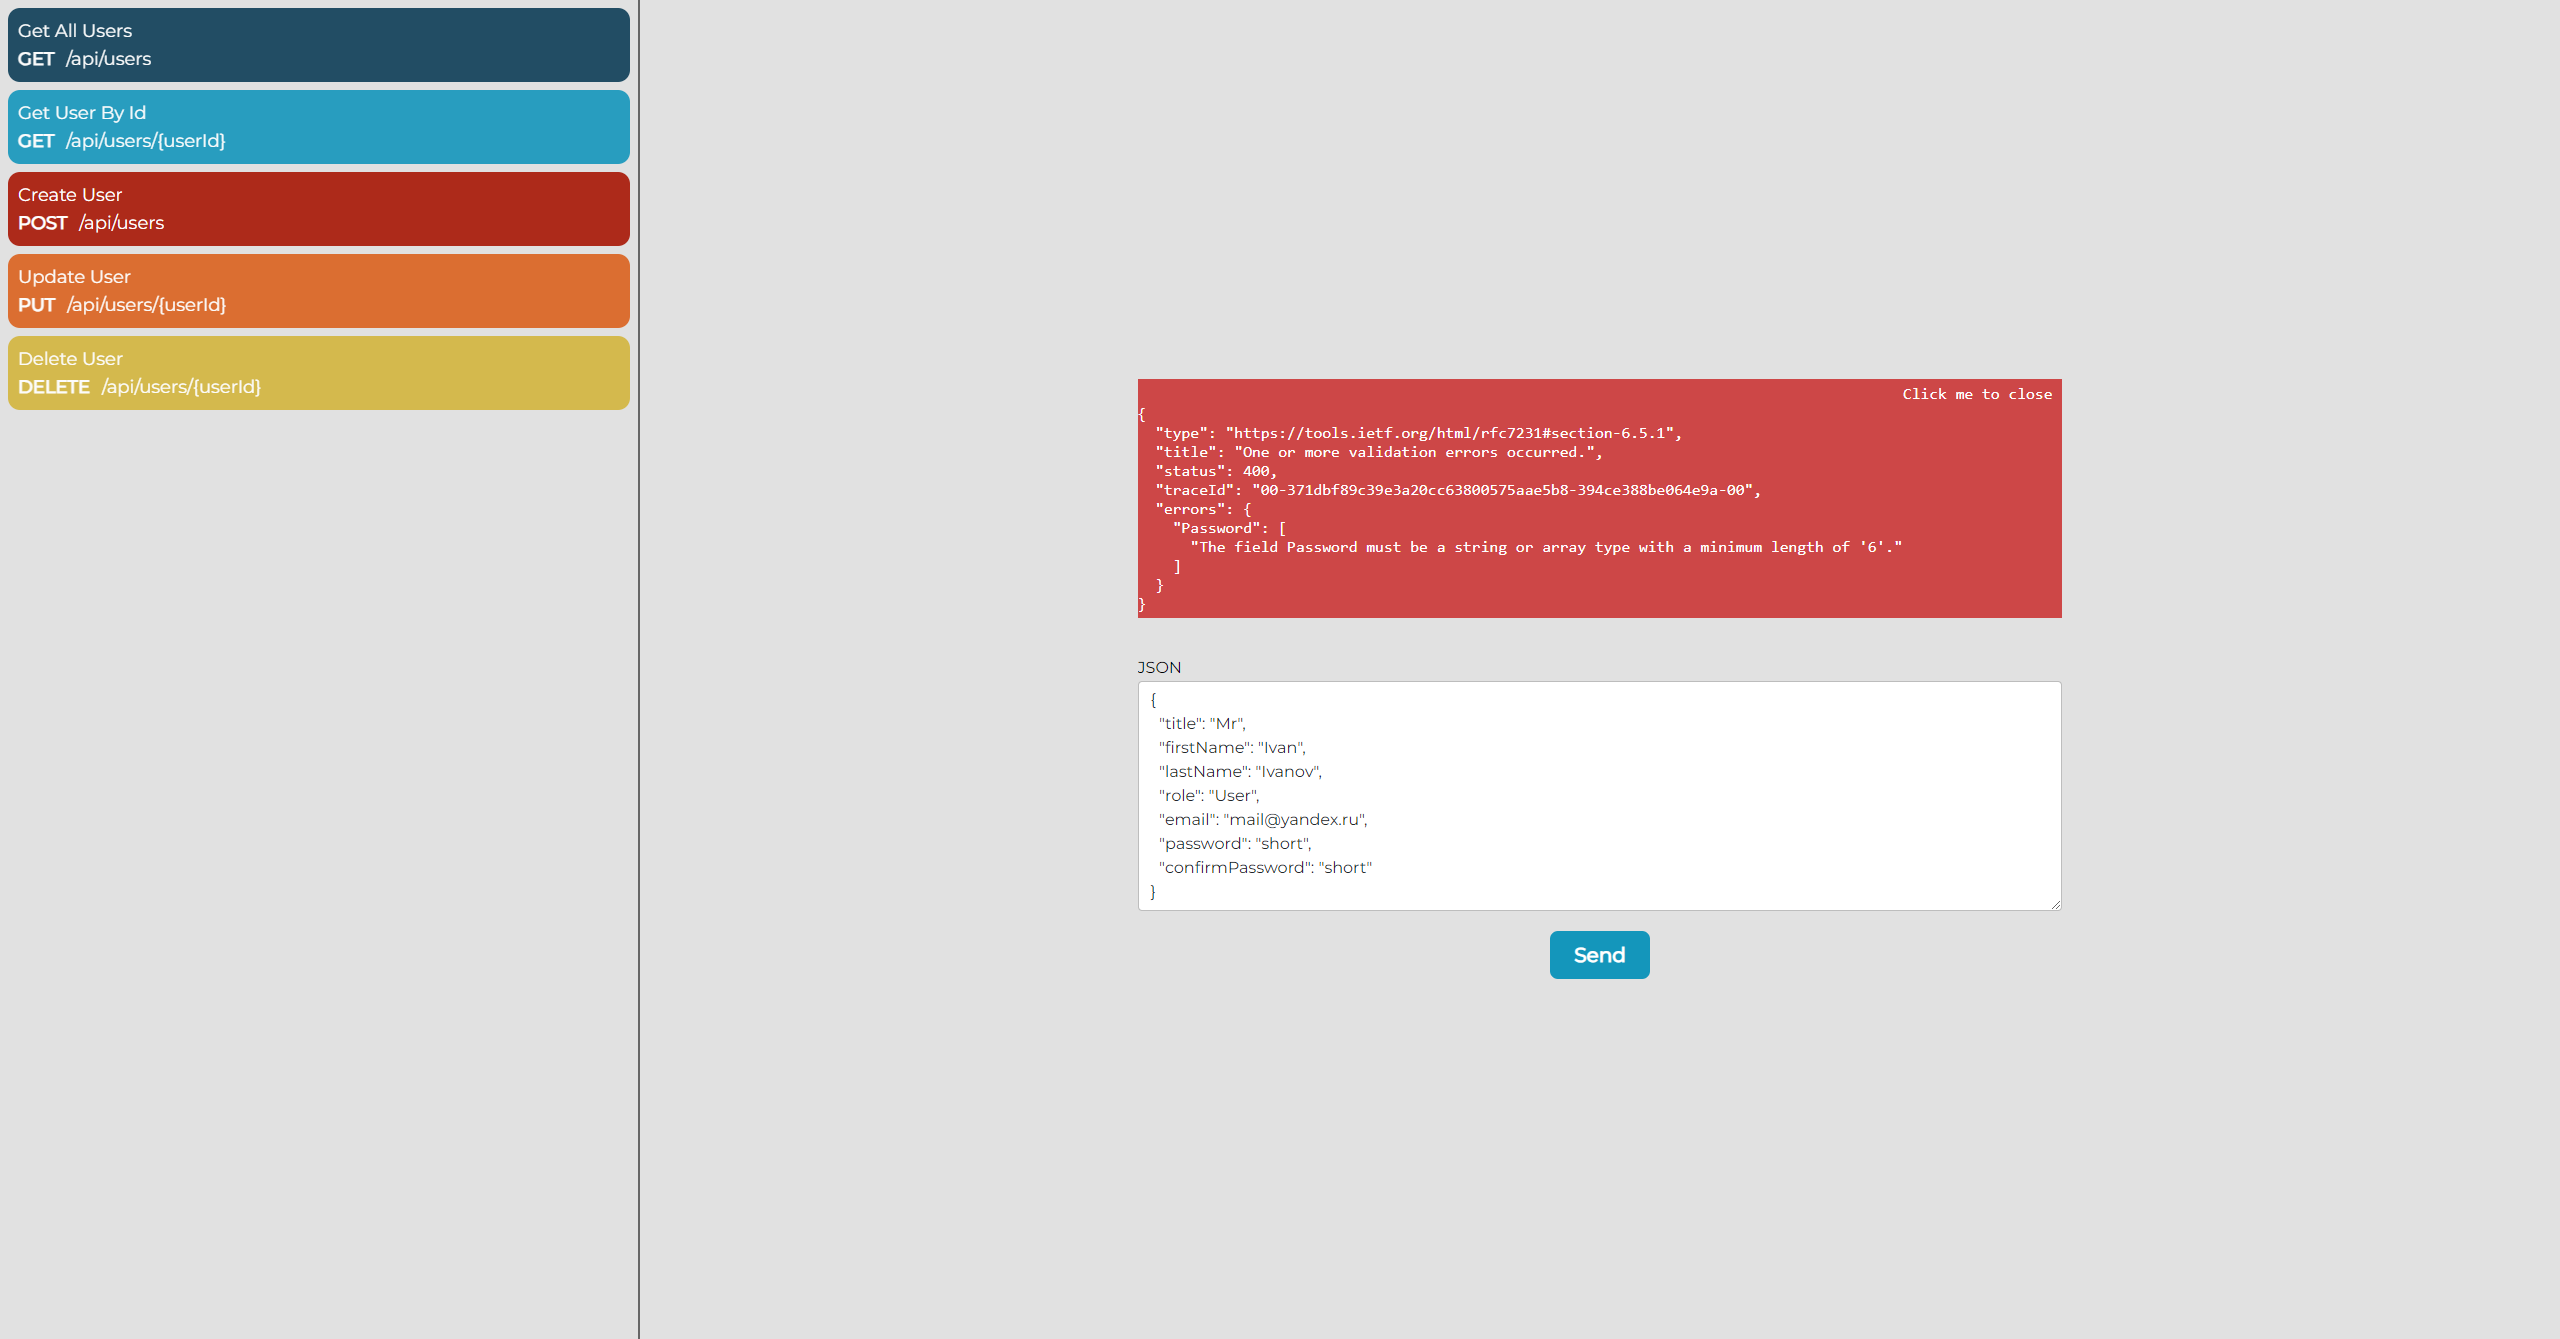 Get All Users
GET /api/users
Get User By Id
GET /api/users/{userId}
Create User
POST /api/users
Update User
PUT /api/users/{userId}
Delete User
DELETE /api/users/{userId}
Click me to close
{
  "type": "https://tools.ietf.org/html/rfc7231#section-6.5.1",
  "title": "One or more validation errors occurred.",
  "status": 400,
  "traceId": "00-371dbf89c39e3a20cc63800575aae5b8-394ce388be064e9a-00",
  "errors": {
    "Password": [
      "The field Password must be a string or array type with a minimum length of '6'."
    ]
  }
}
JSON
{
  "title": "Mr",
  "firstName": "Ivan",
  "lastName": "Ivanov",
  "role": "User",
  "email": "mail@yandex.ru",
  "password": "short",
  "confirmPassword": "short"
}
Send